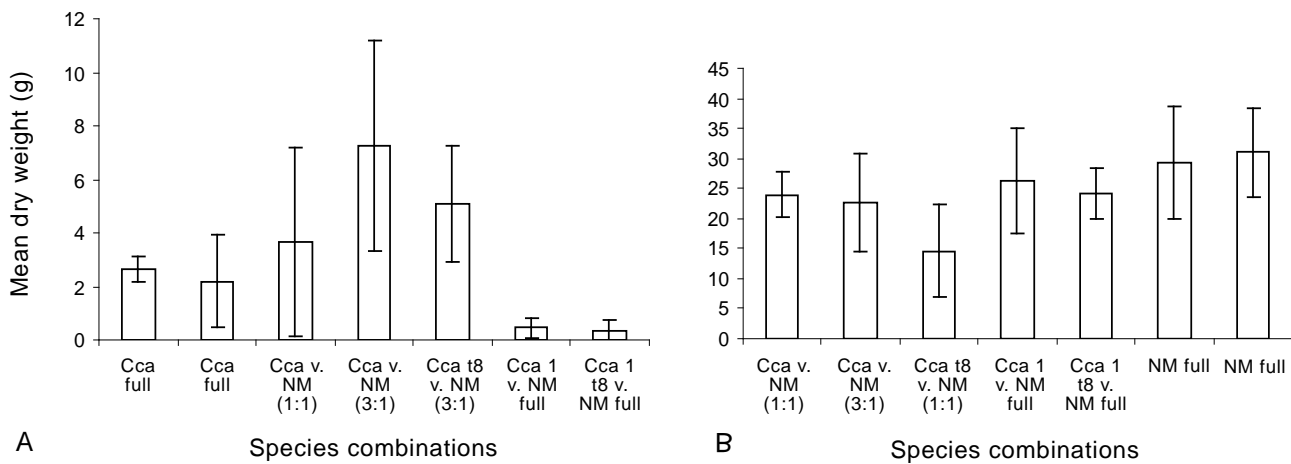 12
10
8
6
4
2
0
Mean dry weight (g)
Cca
full
Cca
full
Cca v.
NM
(1:1)
Cca v.
NM
(3:1)
Cca t8
v. NM
(3:1)
Cca 1
v. NM
full
Cca 1
t8 v.
NM full
A
Species combinations
45
40
35
30
25
20
15
10
5
0
Cca v.
NM
(1:1)
Cca v.
NM
(3:1)
Cca t8
v. NM
(1:1)
Cca 1
v. NM
full
Cca 1
t8 v.
NM full
NM full
NM full
B
Species combinations